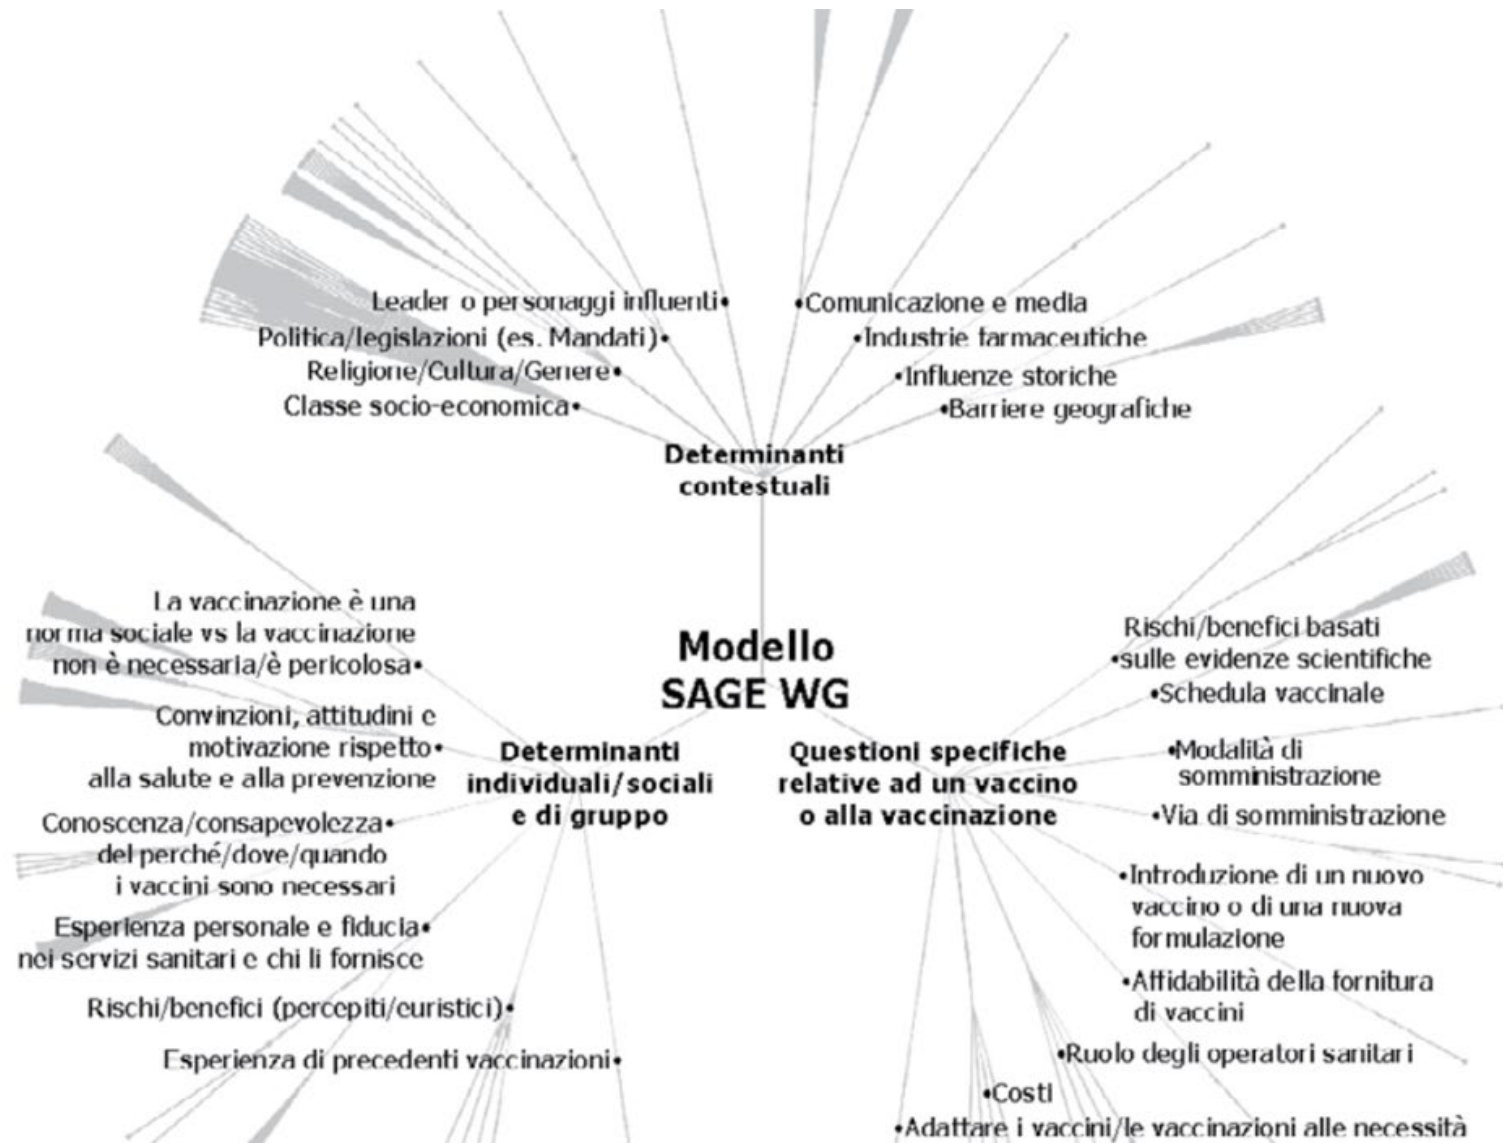 Leader o personaggi influenti•
Politica/legislazioni (es. Mandati)•
Religione/Cultura/Genere•
Classe socio-economica•
•Comunicazione e media
•Industrie farmaceutiche
•Influenze storiche
•Barriere geografiche
Determinanti
contestuali
Modello
SAGE WG
La vaccinazione è una
norma sociale vs la vaccinazione
non è necessaria/è pericolosa•
Convinzioni, attitudini e
motivazione rispetto•
alla salute e alla prevenzione
Conoscenza/consapevolezza•
del perché/dove/quando
i vaccini sono necessari
Esperienza personale e fiducia•
nei servizi sanitari e chi li fornisce
Rischi/benefici (percepiti/euristici)•
Esperienza di precedenti vaccinazioni•
Determinanti
individuali/sociali
e di gruppo
Questioni specifiche
relative ad un vaccino
o alla vaccinazione
Rischi/benefici basati
•sulle evidenze scientifiche
•Schedula vaccinale
•Modalità di
somministrazione
•Via di somministrazione
•Introduzione di un nuovo
vaccino o di una nuova
formulazione
•Affidabilità della fornitura
di vaccini
•Ruolo degli operatori sanitari
•Costi
•Adattare i vaccini/le vaccinazioni alle necessità